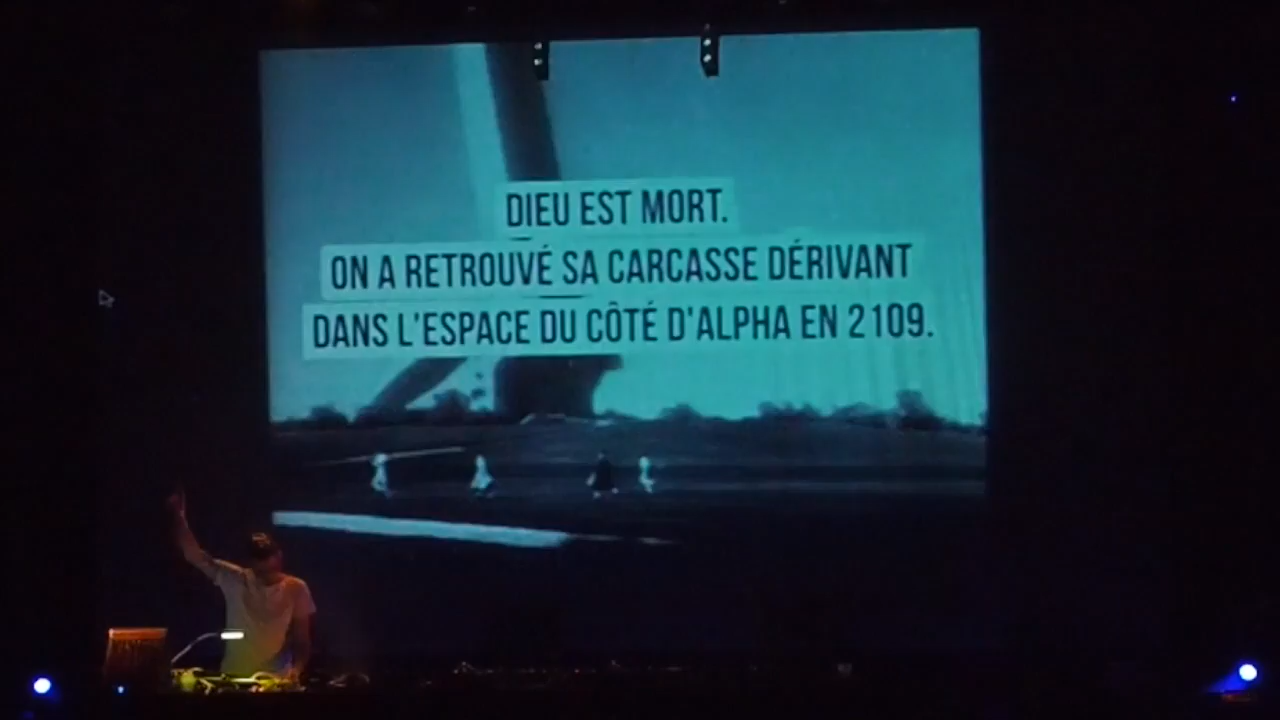 DIEU EST MORT.
ON A RETROUVÉ SA CARCASSE DÉRIVANT
DANS L'ESPACE DU CÔTÉ D'ALPHA EN 2109.